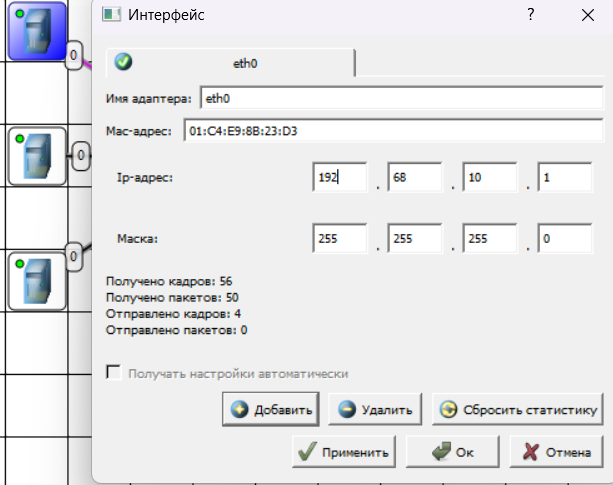 Интерфейс ?
0
eth0
Имя адаптера: eth0
Mac-адрес: 01:C4:E9:8B:23:D3
0
Ip-адрес: 192 . 68 . 10 . 1
Маска: 255 . 255 . 255 . 0
0
Получено кадров: 56
Получено пакетов: 50
Отправлено кадров: 4
Отправлено пакетов: 0
Получать настройки автоматически
Добавить Удалить Сбросить статистику
Применить Ок Отмена